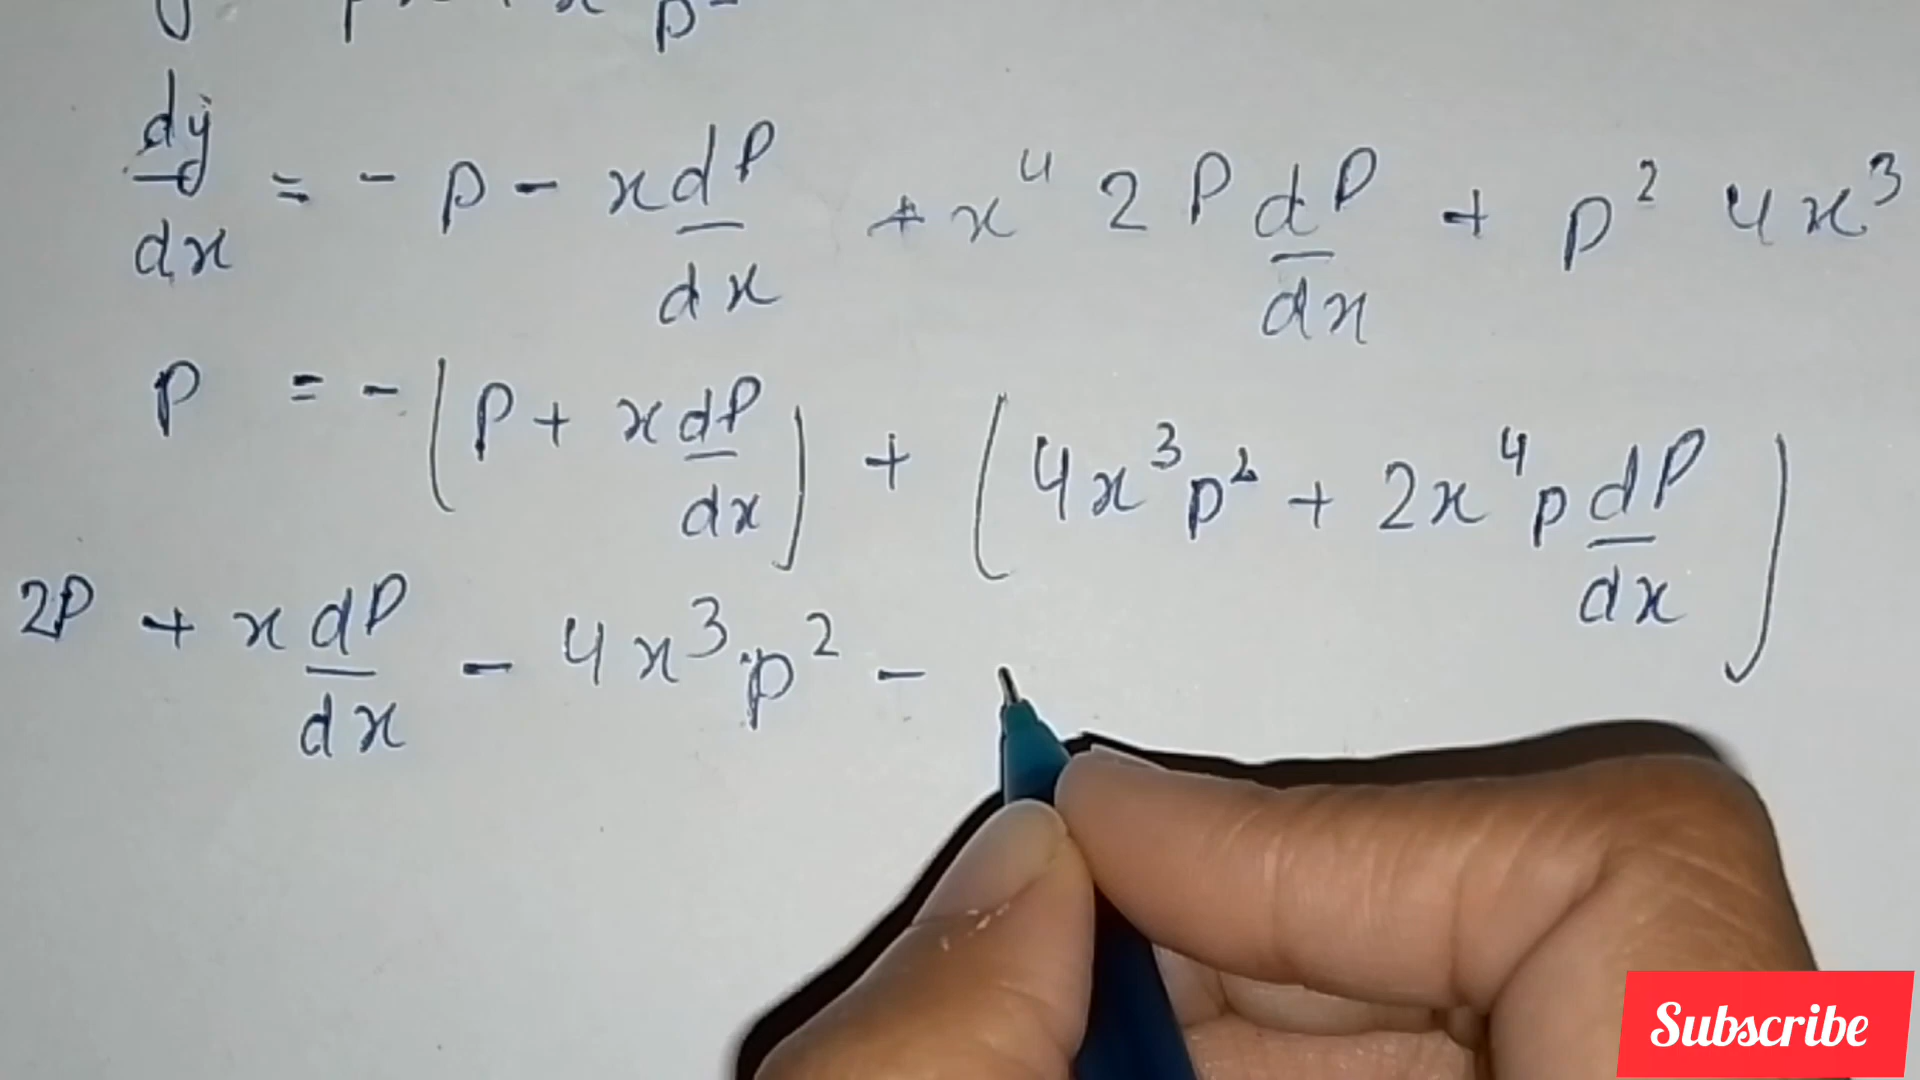 dy/dx = - p - x dP/dx + x⁴ 2 P dP/dx + p² 4x³
P = - (P + x dP/dx) + (4x³p² + 2x⁴p dP/dx)
2P + x dP/dx - 4x³p² -
Subscribe